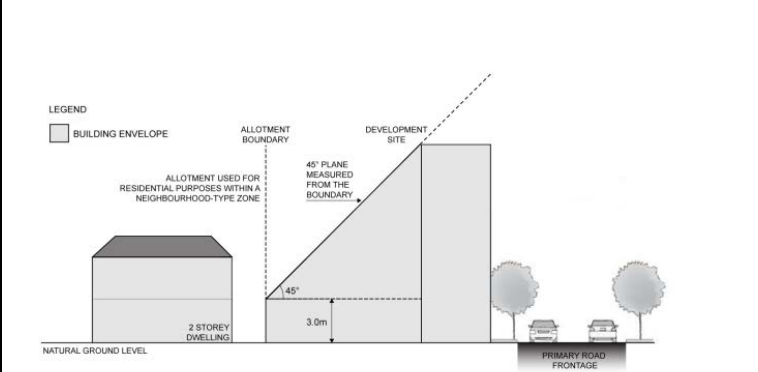 LEGEND
BUILDING ENVELOPE
ALLOTMENT
BOUNDARY
DEVELOPMENT
SITE
ALLOTMENT USED FOR
RESIDENTIAL PURPOSES WITHIN A
NEIGHBOURHOOD-TYPE ZONE
45° PLANE
MEASURED
FROM THE
BOUNDARY
45°
3.0m
2 STOREY
DWELLING
NATURAL GROUND LEVEL
PRIMARY ROAD
FRONTAGE